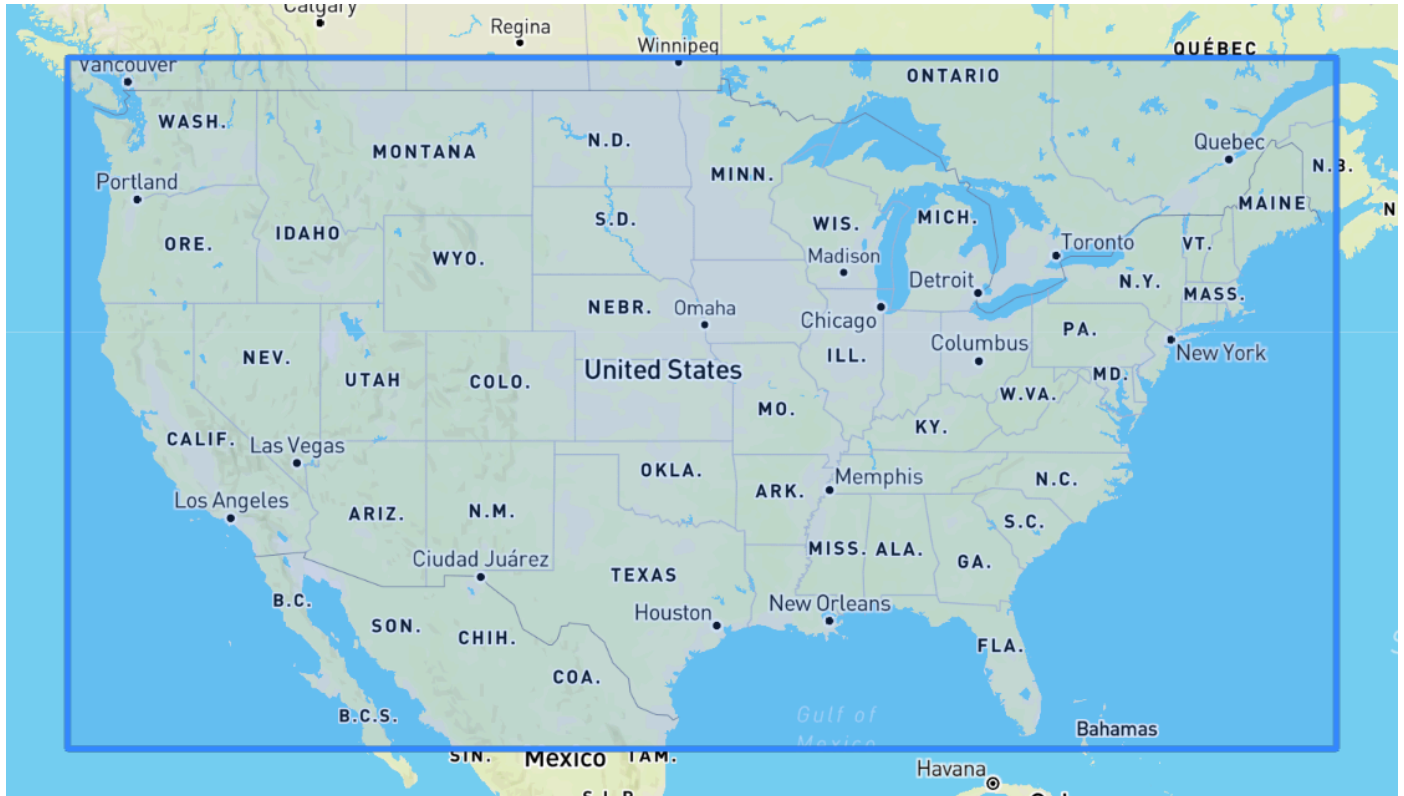 Calgary
Regina
Winnipeg
QUÉBEC
Vancouver
ONTARIO
WASH.
MONTANA
N.D.
MINN.
Quebec
N.B.
Portland
ORE.
IDAHO
WYO.
S.D.
WIS.
MICH.
MAINE
N
Madison
Toronto
VT.
Detroit
N.Y.
MASS.
NEBR.
Omaha
Chicago
PA.
NEV.
UTAH
COLO.
United States
ILL.
Columbus
New York
MD.
MO.
W.VA.
KY.
CALIF.
Las Vegas
OKLA.
Memphis
N.C.
Los Angeles
ARIZ.
N.M.
ARK.
S.C.
Ciudad Juárez
TEXAS
MISS.
ALA.
GA.
B.C.
SON.
CHIH.
Houston
New Orleans
FLA.
COA.
B.C.S.
Gulf of
Mexico
Bahamas
SIN.
Mexico
TAM.
Havana